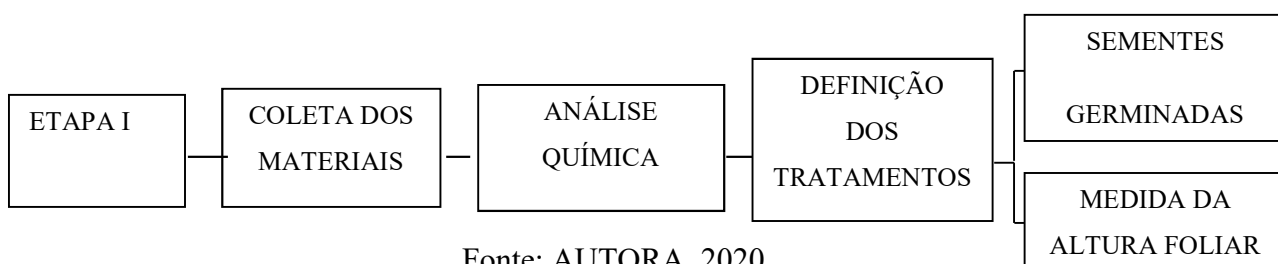 ETAPA I
COLETA DOS
MATERIAIS
ANÁLISE
QUÍMICA
DEFINIÇÃO
DOS
TRATAMENTOS
SEMENTES
GERMINADAS
MEDIDA DA
ALTURA FOLIAR
Fonte: AUTORA, 2020